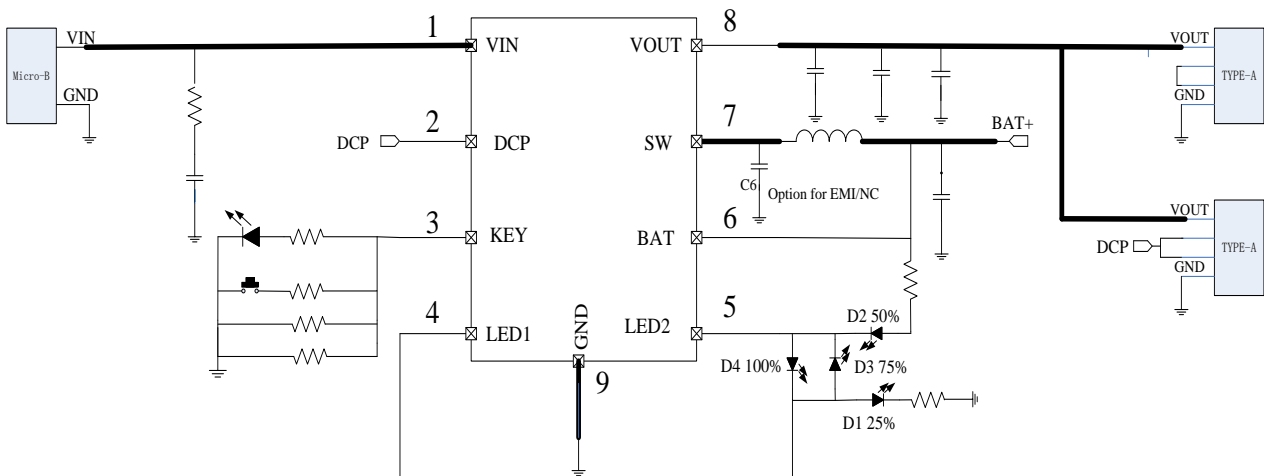 1
8
VIN
VIN
VOUT
VOUT
Micro-B
TYPE-A
GND
GND
2
7
BAT+
DCP
DCP
SW
C6
Option for EMI/NC
6
3
KEY
BAT
VOUT
DCP
TYPE-A
GND
4
5
LED1
GND
LED2
D2 50%
D4 100%
D3 75%
9
D1 25%